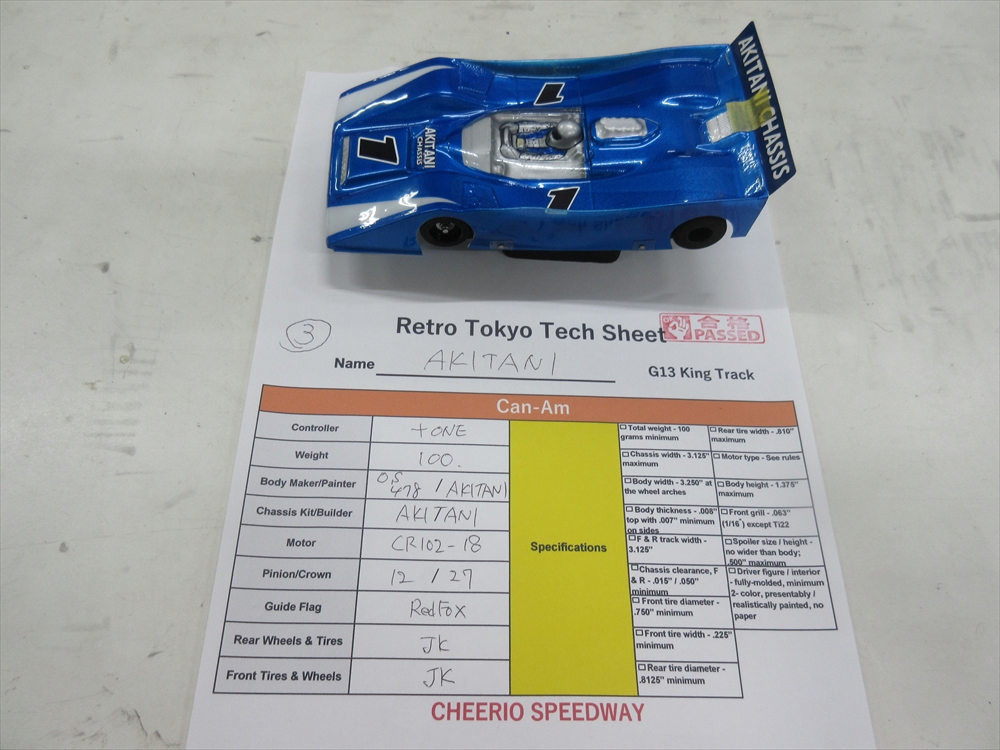 AKITANI CHASSIS
1
1
AKITANI
CHASSIS
1
3
Retro Tokyo Tech Sheet
合格
PASSED
Name AKITANI
G13 King Track
Can-Am
Controller
+ONE
Weight
100.
Body Maker/Painter
OS 478 / AKITANI
Chassis Kit/Builder
AKITANI
Motor
CR102-18
Pinion/Crown
12 / 27
Guide Flag
RedFox
Rear Wheels & Tires
JK
Front Tires & Wheels
JK
Specifications
□ Total weight - 100
grams minimum
□ Chassis width - 3.125"
maximum
□ Body width - 3.250" at
the wheel arches
□ Body thickness - .008"
top with .007" minimum
on sides
□ F & R track width -
3.125"
□ Chassis clearance, F
& R - .015" / .050"
minimum
□ Front tire diameter -
.750" minimum
□ Front tire width - .225"
minimum
□ Rear tire diameter -
.8125" minimum
□ Rear tire width - .810"
maximum
□ Motor type - See rules
□ Body height - 1.375"
maximum
□ Front grill - .063"
(1/16") except Ti22
□ Spoiler size / height -
no wider than body;
.500" maximum
□ Driver figure / interior
- fully-molded, minimum
2- color, presentably /
realistically painted, no
paper
CHEERIO SPEEDWAY